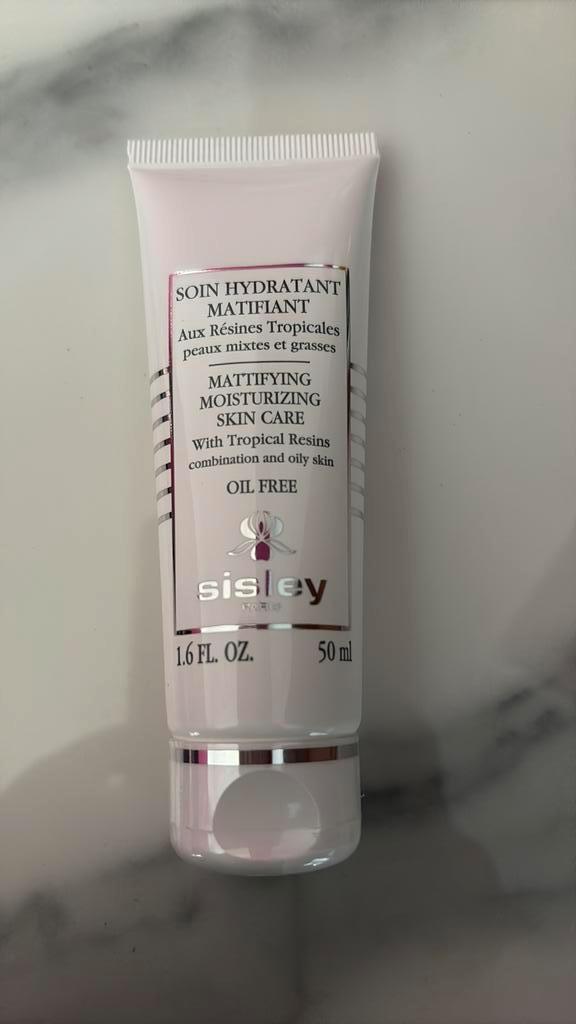 SOIN HYDRATANT
MATIFIANT
Aux Résines Tropicales
peaux mixtes et grasses
MATTIFYING
MOISTURIZING
SKIN CARE
With Tropical Resins
combination and oily skin
OIL FREE
sisley
PARIS
1.6 FL. OZ. 50 ml